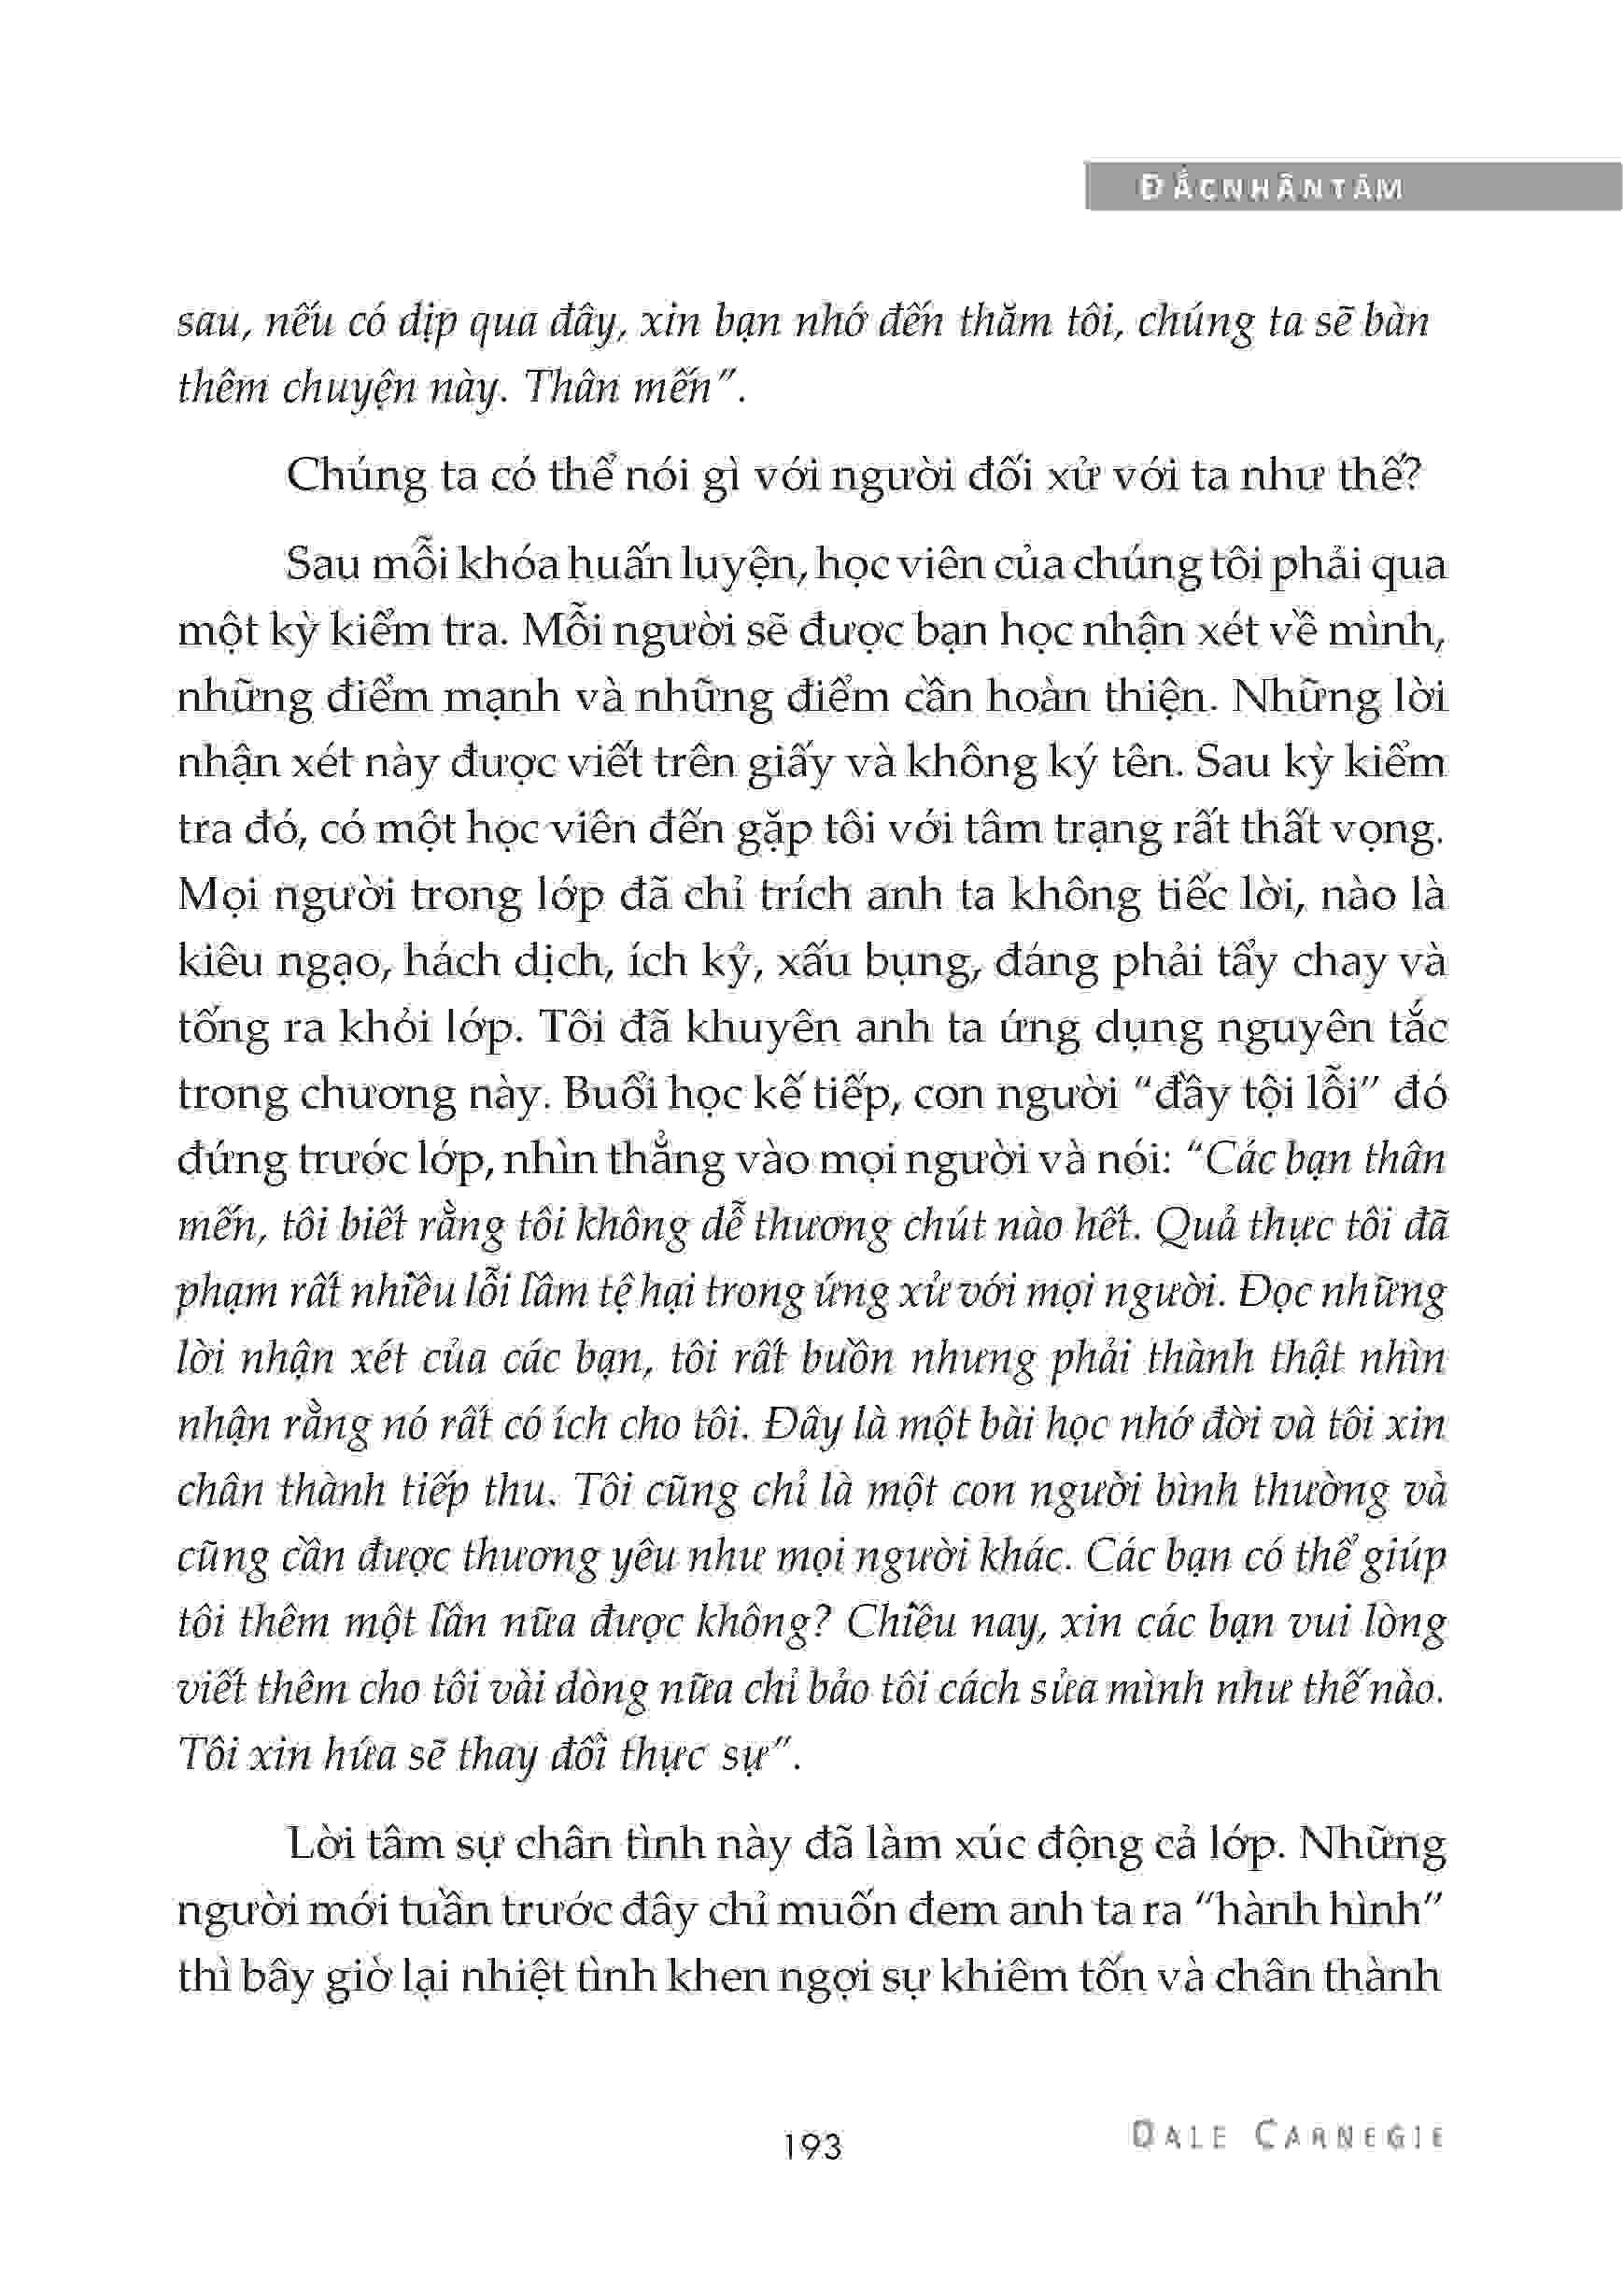 ĐẮC NHÂN TÂM
sau, nếu có dịp qua đây, xin bạn nhớ đến thăm tôi, chúng ta sẽ bàn
thêm chuyện này. Thân mến”.
Chúng ta có thể nói gì với người đối xử với ta như thế?
Sau mỗi khóa huấn luyện, học viên của chúng tôi phải qua
một kỳ kiểm tra. Mỗi người sẽ được bạn học nhận xét về mình,
những điểm mạnh và những điểm cần hoàn thiện. Những lời
nhận xét này được viết trên giấy và không ký tên. Sau kỳ kiểm
tra đó, có một học viên đến gặp tôi với tâm trạng rất thất vọng.
Mọi người trong lớp đã chỉ trích anh ta không tiếc lời, nào là
kiêu ngạo, hách dịch, ích kỷ, xấu bụng, đáng phải tẩy chay và
tống ra khỏi lớp. Tôi đã khuyên anh ta ứng dụng nguyên tắc
trong chương này. Buổi học kế tiếp, con người “đầy tội lỗi” đó
đứng trước lớp, nhìn thẳng vào mọi người và nói: “Các bạn thân
mến, tôi biết rằng tôi không dễ thương chút nào hết. Quả thực tôi đã
phạm rất nhiều lỗi lầm tệ hại trong ứng xử với mọi người. Đọc những
lời nhận xét của các bạn, tôi rất buồn nhưng phải thành thật nhìn
nhận rằng nó rất có ích cho tôi. Đây là một bài học nhớ đời và tôi xin
chân thành tiếp thu. Tôi cũng chỉ là một con người bình thường và
cũng cần được thương yêu như mọi người khác. Các bạn có thể giúp
tôi thêm một lần nữa được không? Chiều nay, xin các bạn vui lòng
viết thêm cho tôi vài dòng nữa chỉ bảo tôi cách sửa mình như thế nào.
Tôi xin hứa sẽ thay đổi thực sự”.
Lời tâm sự chân tình này đã làm xúc động cả lớp. Những
người mới tuần trước đây chỉ muốn đem anh ta ra “hành hình”
thì bây giờ lại nhiệt tình khen ngợi sự khiêm tốn và chân thành
193
DALE CARNEGIE